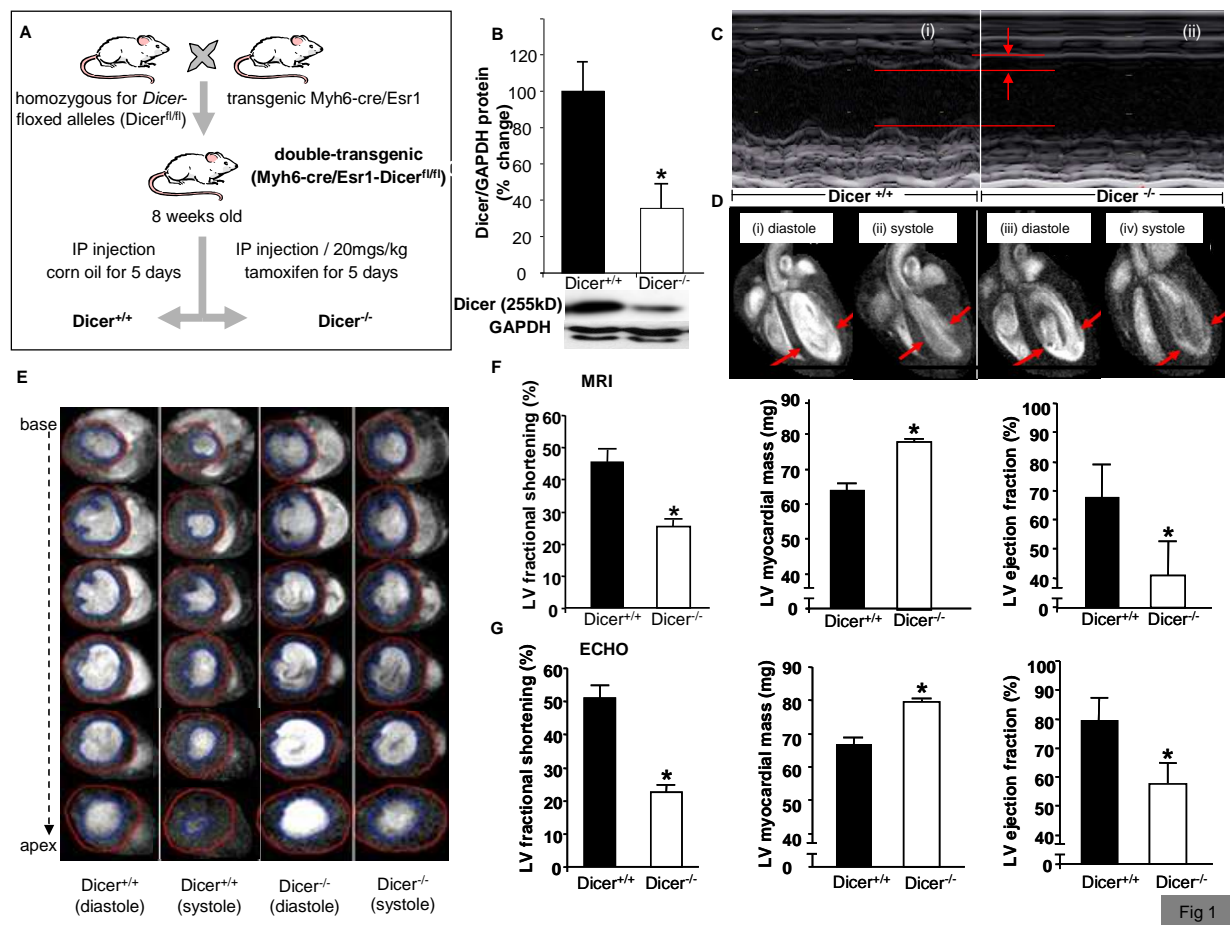 A
homozygous for Dicer-
floxed alleles (Dicerfl/fl)
transgenic Myh6-cre/Esr1
double-transgenic
(Myh6-cre/Esr1-Dicerfl/fl)
8 weeks old
IP injection
corn oil for 5 days
IP injection / 20mgs/kg
tamoxifen for 5 days
Dicer+/+
Dicer-/-
B
Dicer/GAPDH protein
(% change)
120
100
80
60
40
20
0
*
Dicer+/+
Dicer-/-
Dicer (255kD)
GAPDH
C
(i)
(ii)
Dicer +/+
Dicer -/-
D
(i) diastole
(ii) systole
(iii) diastole
(iv) systole
E
base
apex
Dicer+/+
(diastole)
Dicer+/+
(systole)
Dicer-/-
(diastole)
Dicer-/-
(systole)
F
MRI
LV fractional shortening (%)
60
50
40
30
20
10
0
*
Dicer+/+
Dicer-/-
LV myocardial mass (mg)
90
80
70
60
50
40
0
*
Dicer+/+
Dicer-/-
LV ejection fraction (%)
100
90
80
70
60
50
40
0
*
Dicer+/+
Dicer-/-
G
ECHO
LV fractional shortening (%)
60
50
40
30
20
10
0
*
Dicer+/+
Dicer-/-
LV myocardial mass (mg)
90
80
70
60
50
40
0
*
Dicer+/+
Dicer-/-
LV ejection fraction (%)
100
90
80
70
60
50
40
0
*
Dicer+/+
Dicer-/-
Fig 1